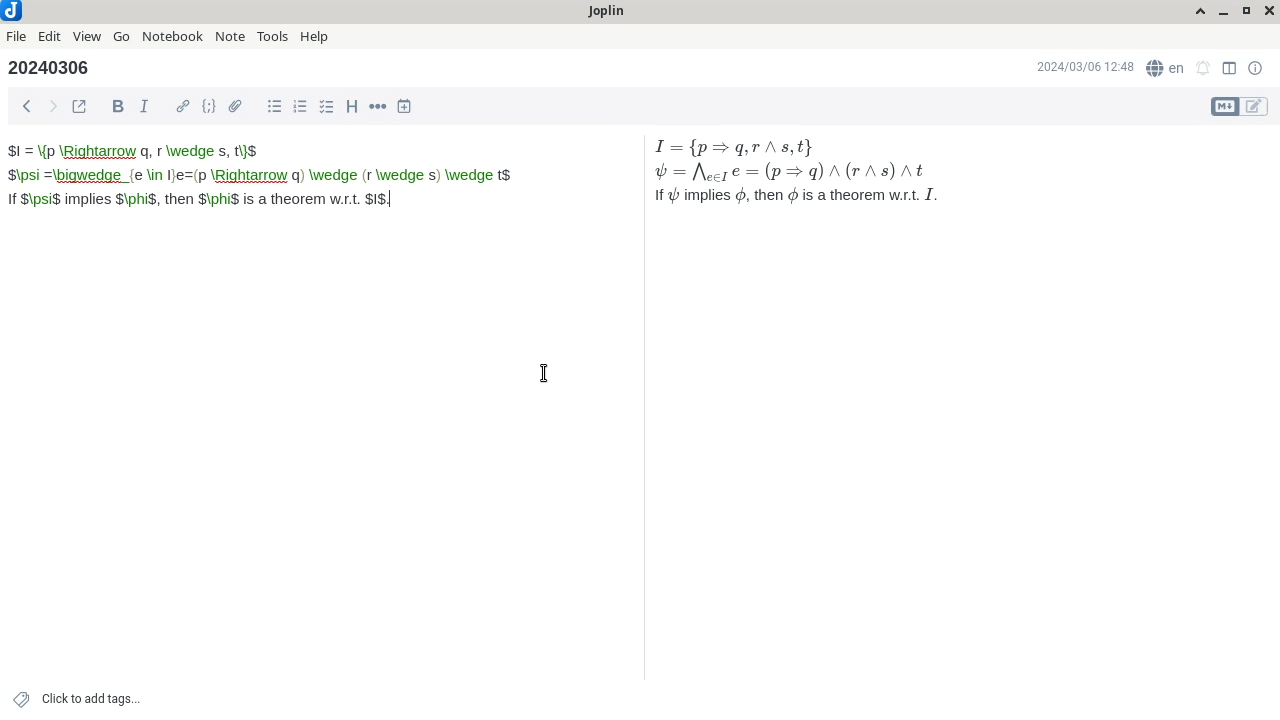 Joplin
File Edit View Go Notebook Note Tools Help
20240306
2024/03/06 12:48 en
$I = \{p \Rightarrow q, r \wedge s, t\}$
$\psi =\bigwedge_{e \in I}e=(p \Rightarrow q) \wedge (r \wedge s) \wedge t$
If $\psi$ implies $\phi$, then $\phi$ is a theorem w.r.t. $I$.
I = {p ⇒ q, r ∧ s, t}
ψ = ⋀e∈I e = (p ⇒ q) ∧ (r ∧ s) ∧ t
If ψ implies ϕ, then ϕ is a theorem w.r.t. I.
Click to add tags...